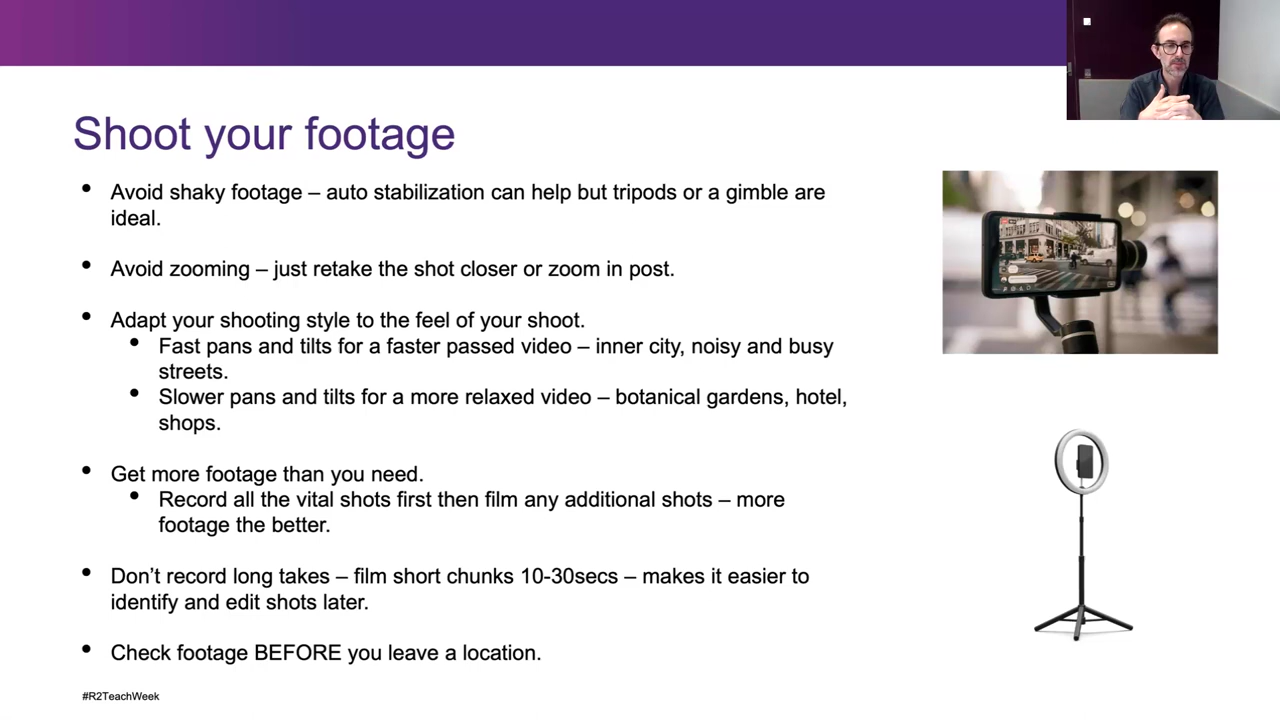 Shoot your footage
• Avoid shaky footage – auto stabilization can help but tripods or a gimble are
ideal.
• Avoid zooming – just retake the shot closer or zoom in post.
• Adapt your shooting style to the feel of your shoot.
• Fast pans and tilts for a faster passed video – inner city, noisy and busy
streets.
• Slower pans and tilts for a more relaxed video – botanical gardens, hotel,
shops.
• Get more footage than you need.
• Record all the vital shots first then film any additional shots – more
footage the better.
• Don’t record long takes – film short chunks 10-30secs – makes it easier to
identify and edit shots later.
• Check footage BEFORE you leave a location.
#R2TeachWeek